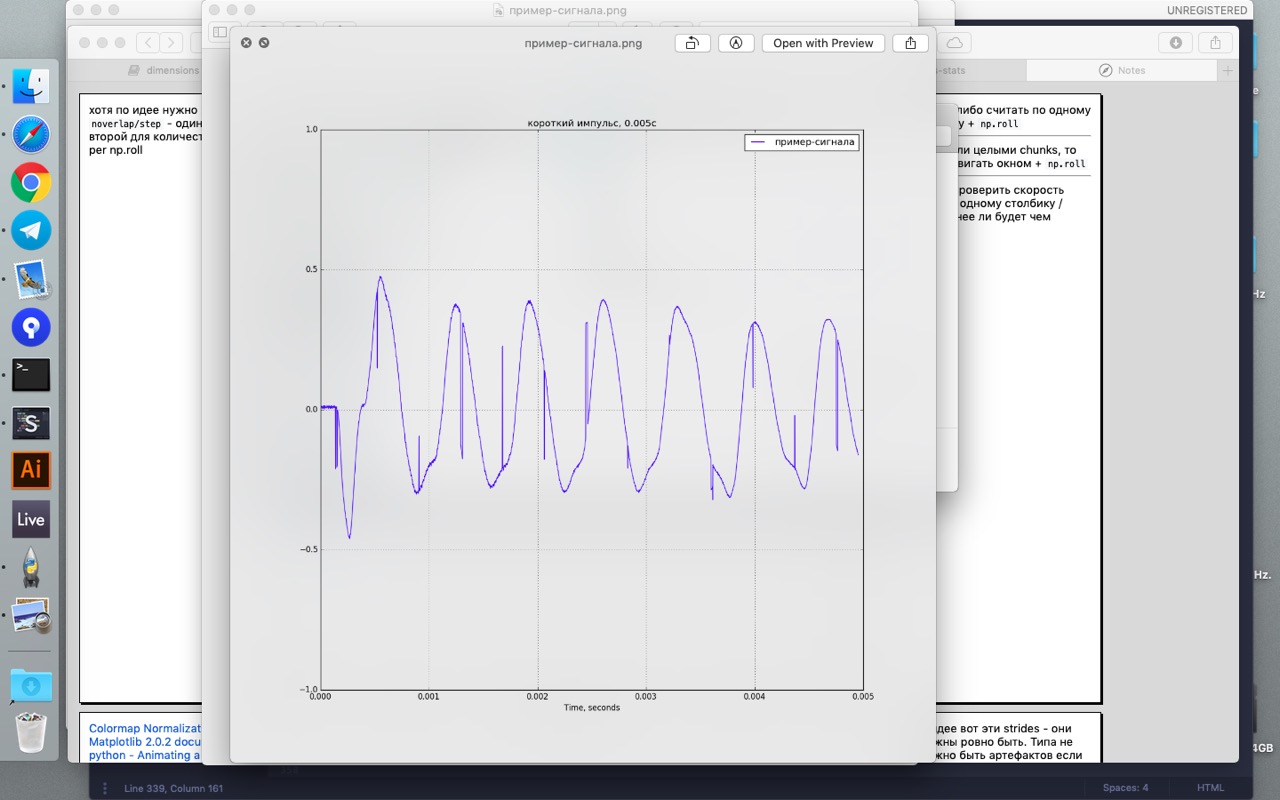 пример-сигнала.png
UNREGISTERED
пример-сигнала.png
Open with Preview
dimensions
-stats
Notes
хотя по идее нужно
noverlap/step - один
второй для количест
per np.roll
либо считать по одному
у + np.roll
ли целыми chunks, то
вигать окном + np.roll
роверить скорость
одному столбику /
нее ли будет чем
короткий импульс, 0.005с
пример-сигнала
1.0
0.5
0.0
−0.5
−1.0
0.000
0.001
0.002
0.003
0.004
0.005
Time, seconds
>_
S
Ai
Live
Hz
Hz.
4GB
Colormap Normalizat
Matplotlib 2.0.2 docu
python - Animating a
дее вот эти strides - они
жны ровно быть. Типа не
жно быть артефактов если
Line 339, Column 161
Spaces: 4
HTML